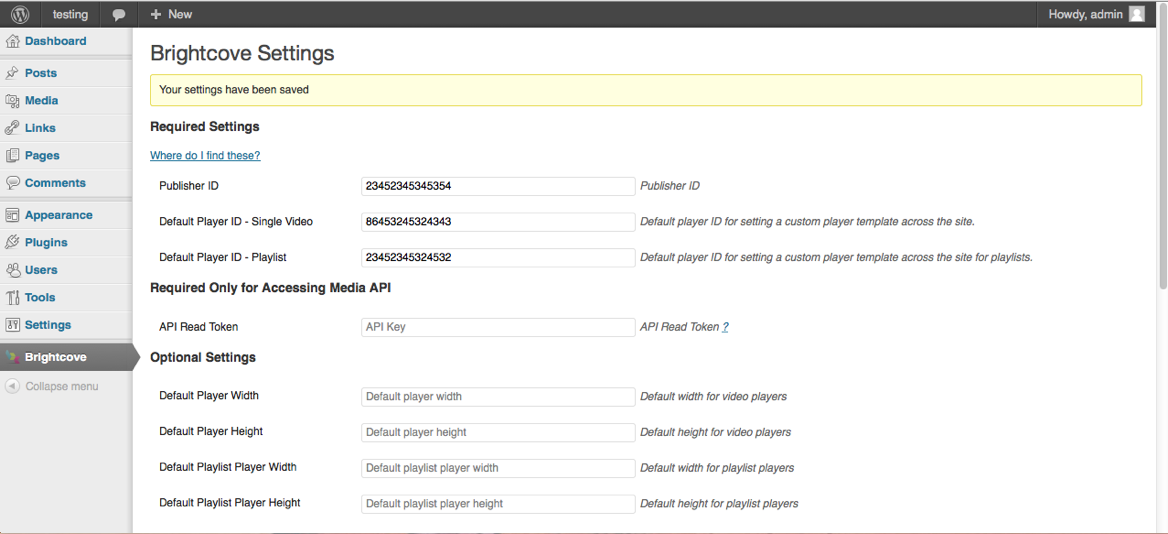 testing
+ New
Howdy, admin
Dashboard
Posts
Media
Links
Pages
Comments
Appearance
Plugins
Users
Tools
Settings
Brightcove
Collapse menu
Brightcove Settings
Your settings have been saved
Required Settings
Where do I find these?
Publisher ID 23452345345354 Publisher ID
Default Player ID - Single Video 86453245324343 Default player ID for setting a custom player template across the site.
Default Player ID - Playlist 23452345324532 Default player ID for setting a custom player template across the site for playlists.
Required Only for Accessing Media API
API Read Token API Key API Read Token ?
Optional Settings
Default Player Width Default player width Default width for video players
Default Player Height Default player height Default height for video players
Default Playlist Player Width Default playlist player width Default width for playlist players
Default Playlist Player Height Default playlist player height Default height for playlist players